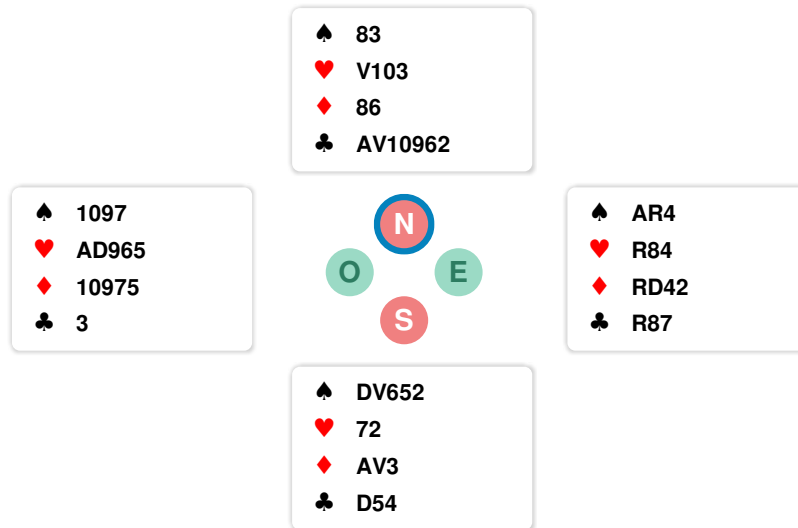 ♠ 83
♥ V103
♦ 86
♣ AV10962
♠ 1097
♥ AD965
♦ 10975
♣ 3
N
O E
S
♠ AR4
♥ R84
♦ RD42
♣ R87
♠ DV652
♥ 72
♦ AV3
♣ D54